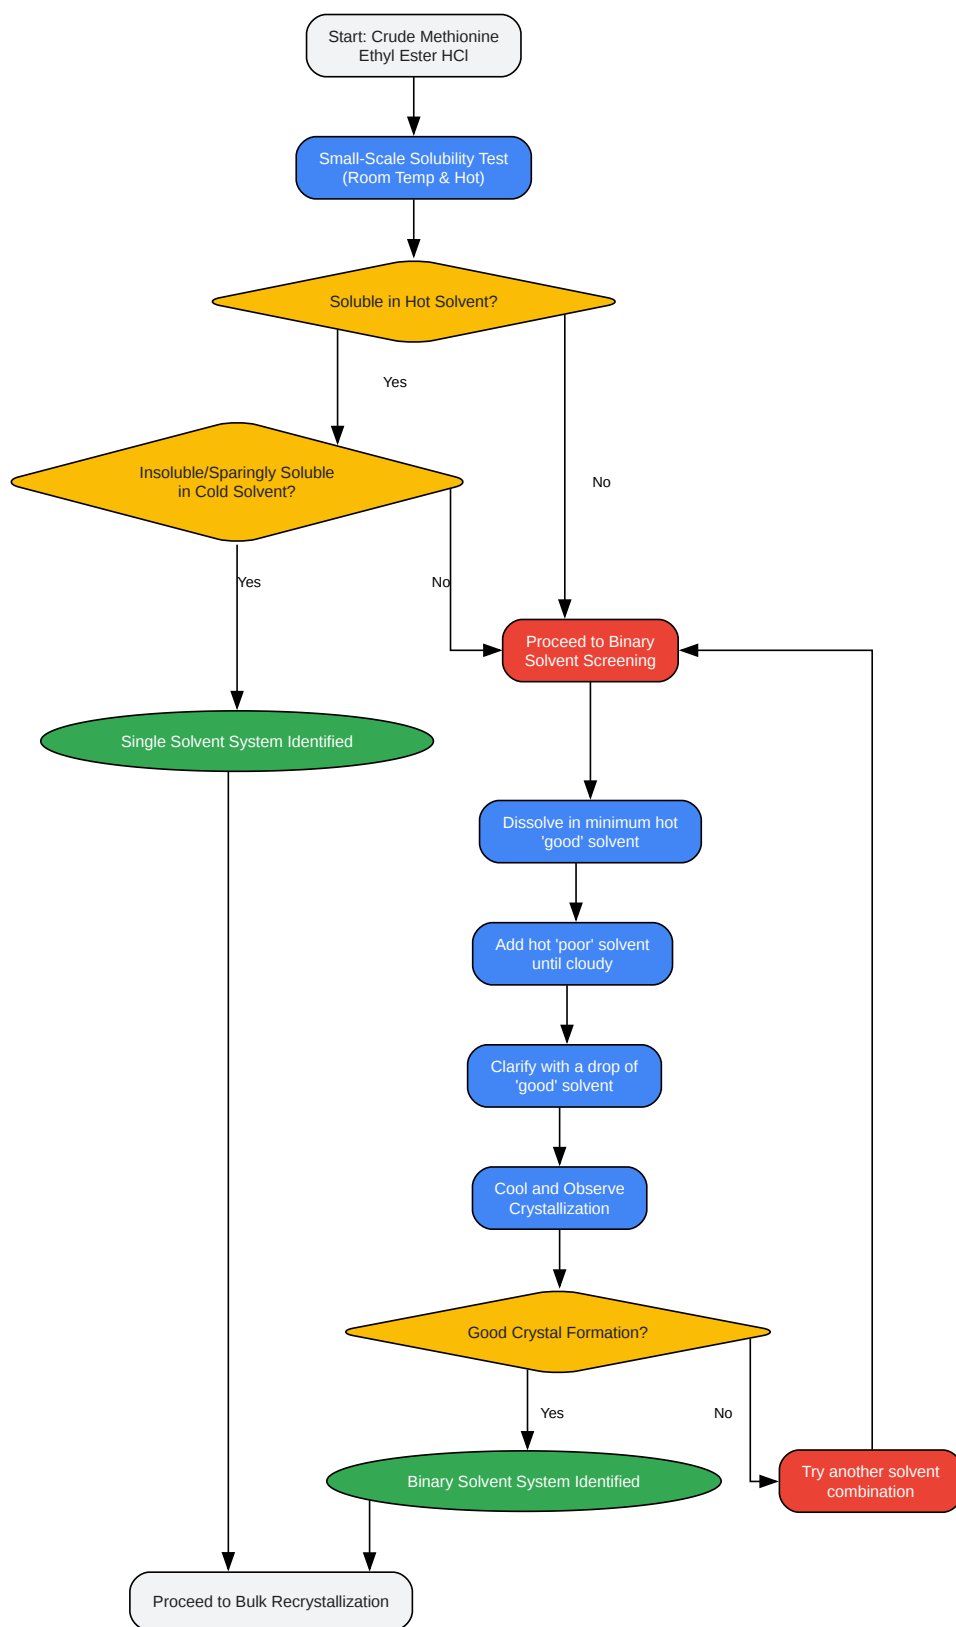 Start: Crude Methionine
Ethyl Ester HCl
Small-Scale Solubility Test
(Room Temp & Hot)
Soluble in Hot Solvent?
Yes
Insoluble/Sparingly Soluble
in Cold Solvent?
No
Yes
No
Proceed to Binary
Solvent Screening
Single Solvent System Identified
Dissolve in minimum hot
'good' solvent
Add hot 'poor' solvent
until cloudy
Clarify with a drop of
'good' solvent
Cool and Observe
Crystallization
Good Crystal Formation?
Yes
No
Try another solvent
combination
Binary Solvent System Identified
Proceed to Bulk Recrystallization